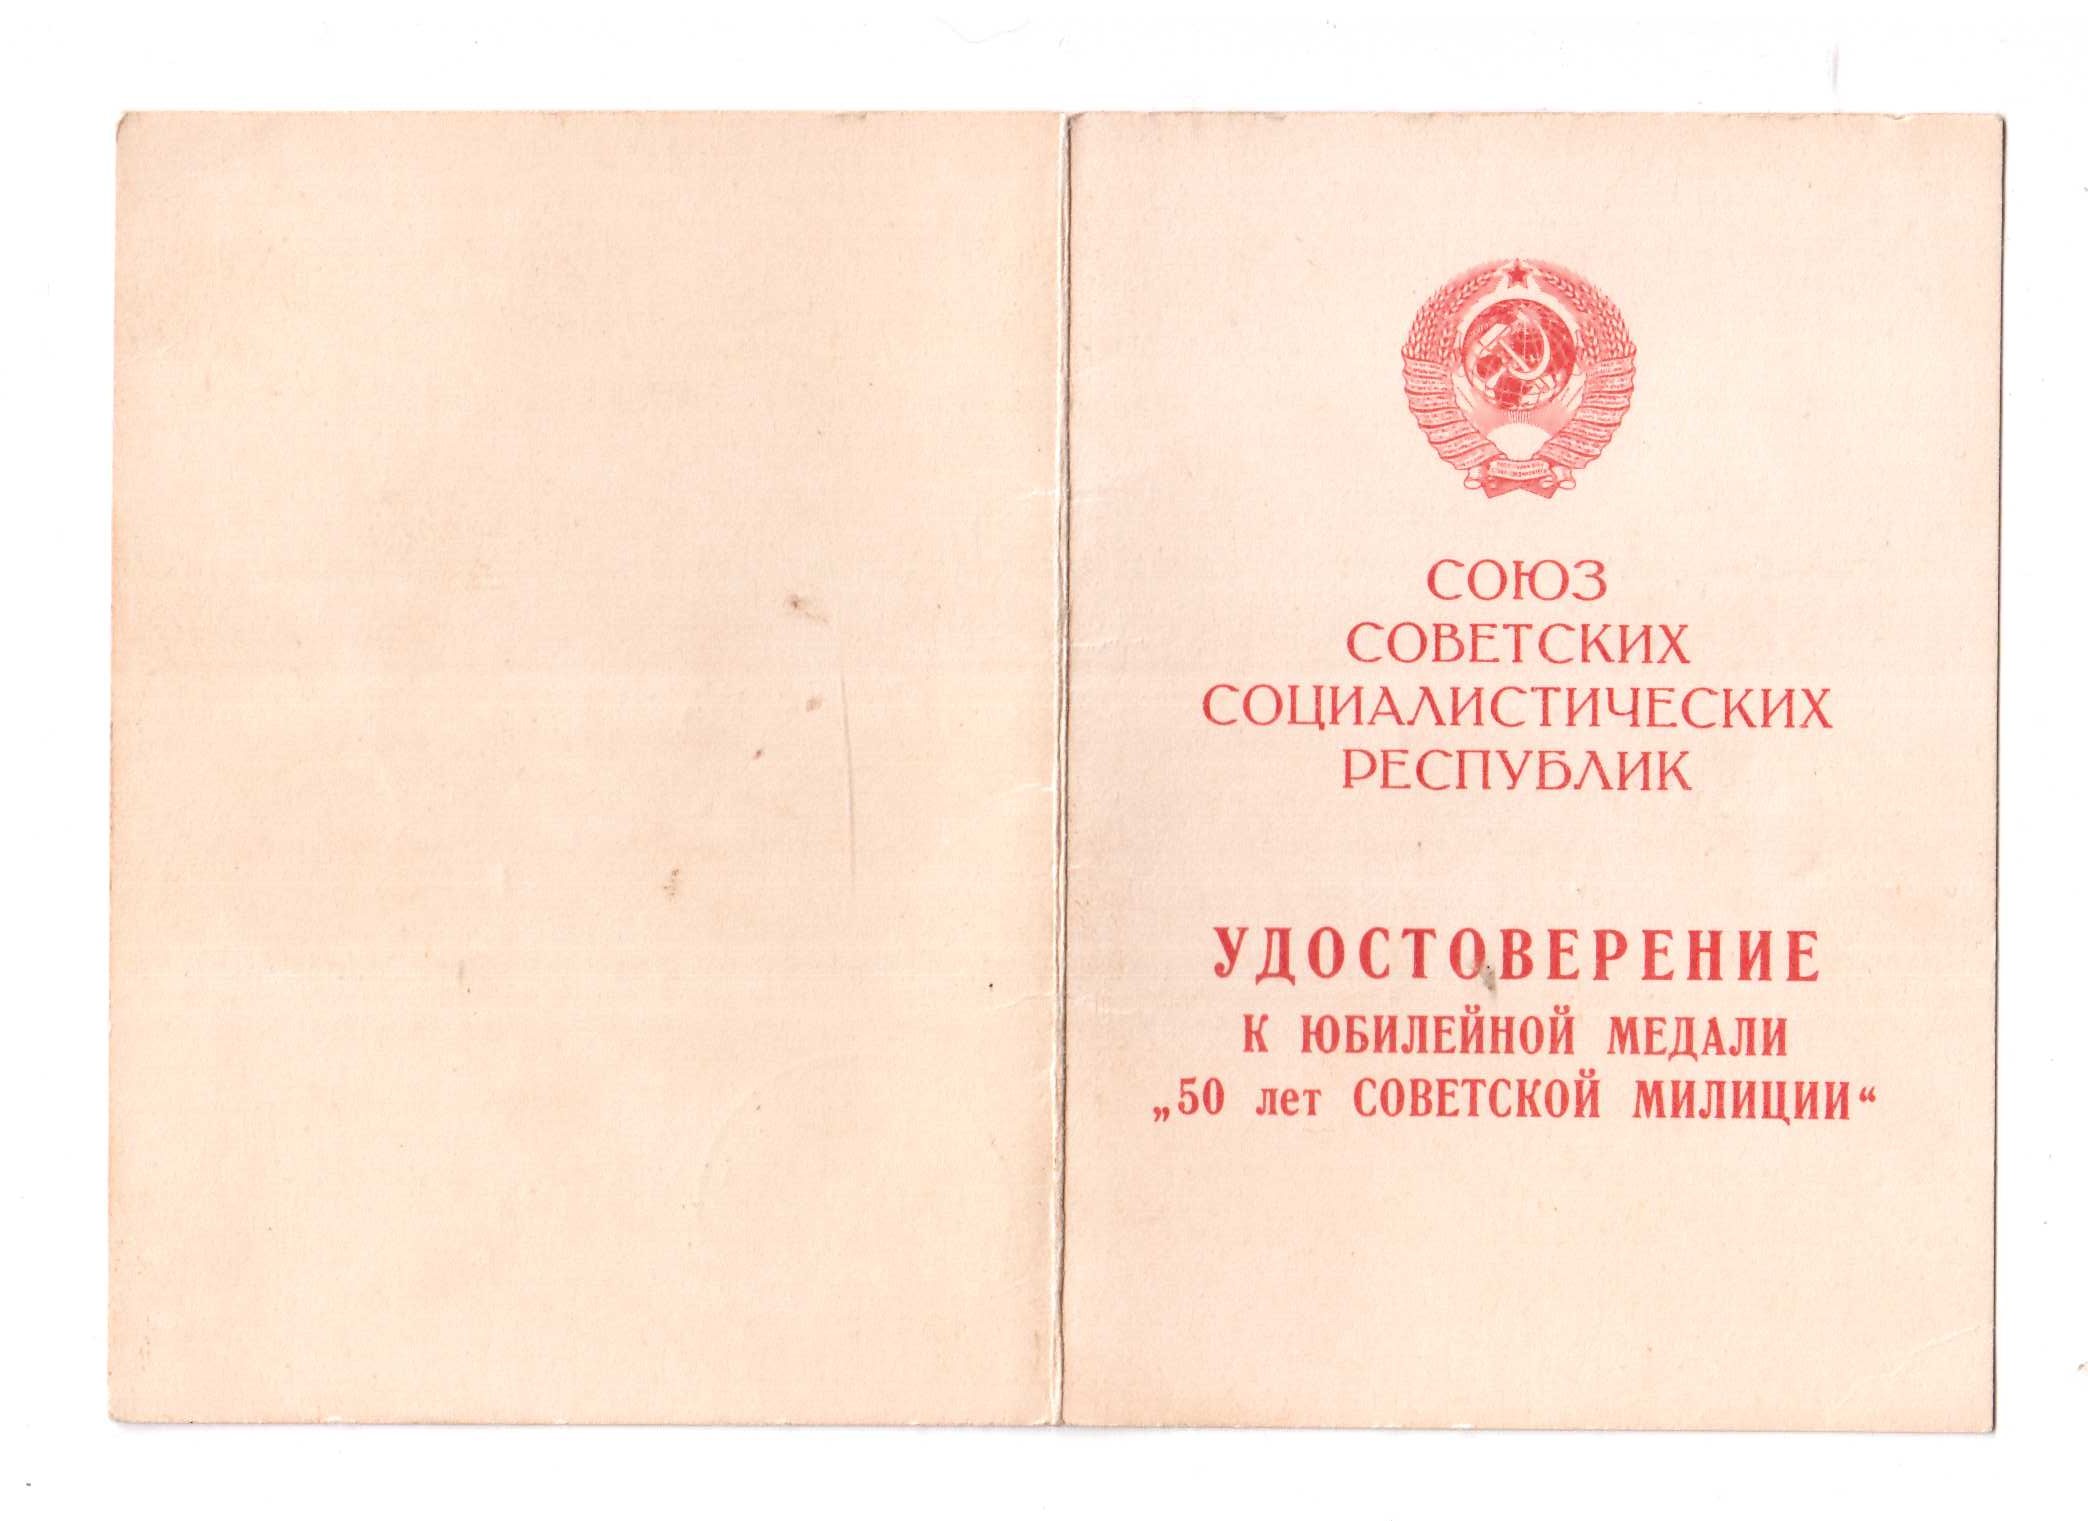 СОЮЗ
СОВЕТСКИХ
СОЦИАЛИСТИЧЕСКИХ
РЕСПУБЛИК
УДОСТОВЕРЕНИЕ
К ЮБИЛЕЙНОЙ МЕДАЛИ
„50 лет СОВЕТСКОЙ МИЛИЦИИ“